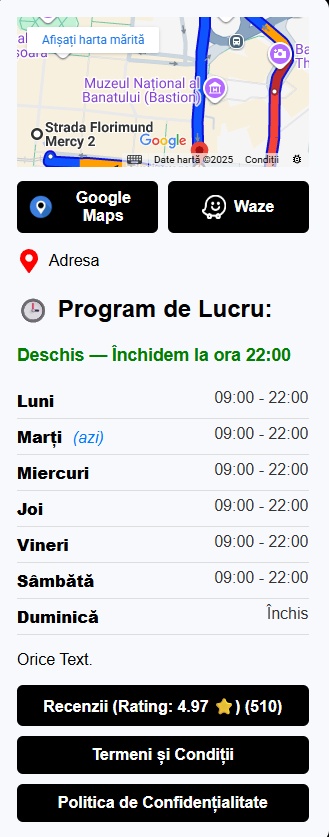 al
șoara
Afișați harta mărită
Ba
Th
Muzeul Național al
Banatului (Bastion)
Strada Florimund
Mercy 2
Google
Date hartă ©2025
Condiții
Google
Maps
Waze
Adresa
Program de Lucru:
Deschis — Închidem la ora 22:00
Luni 09:00 - 22:00
Marți (azi) 09:00 - 22:00
Miercuri 09:00 - 22:00
Joi 09:00 - 22:00
Vineri 09:00 - 22:00
Sâmbătă 09:00 - 22:00
Duminică Închis
Orice Text.
Recenzii (Rating: 4.97 ⭐) (510)
Termeni și Condiții
Politica de Confidențialitate